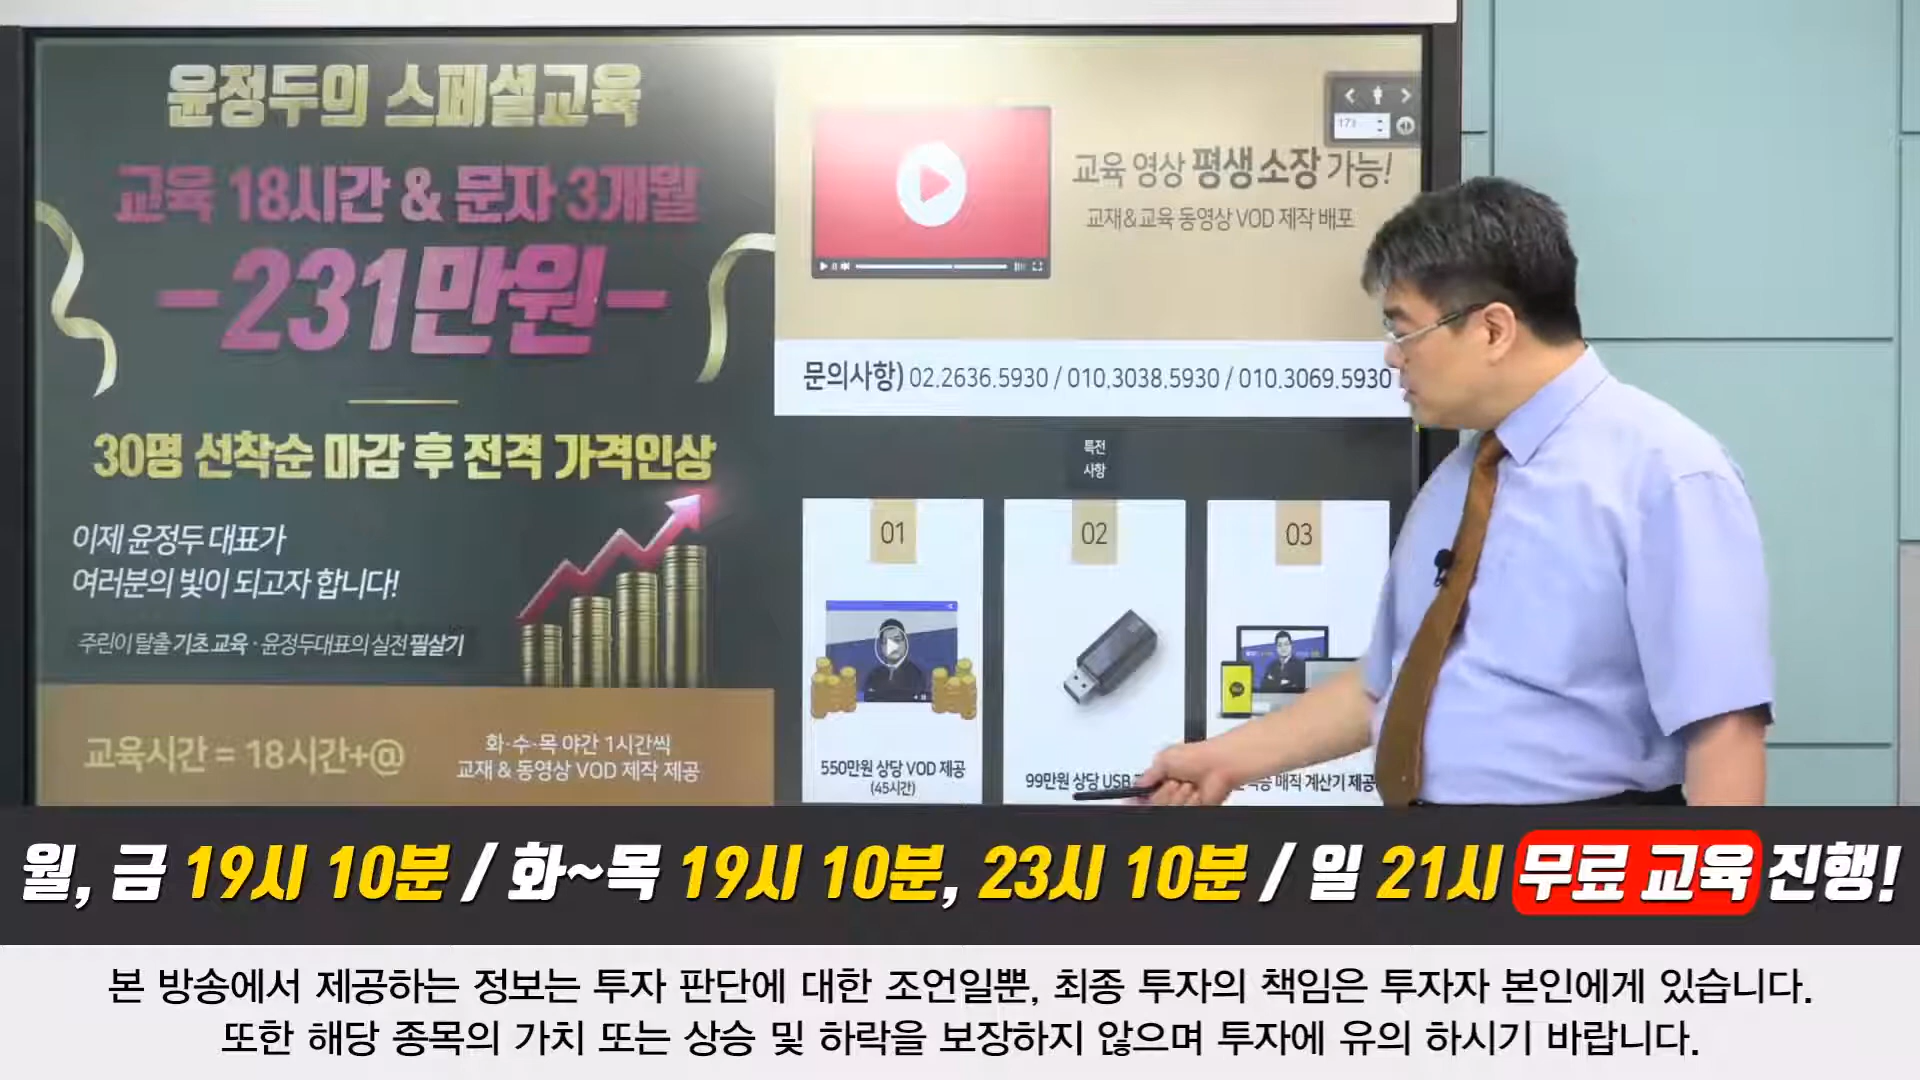 윤정두의 스페셜교육
교육 18시간 & 문자 3개월
-231만원-
30명 선착순 마감 후 전격 가격인상
이제 윤정두 대표가
여러분의 빛이 되고자 합니다!
주린이 탈출 기초 교육 · 윤정두대표의 실전 필살기
교육시간 = 18시간+@
화·수·목 야간 1시간씩
교재 & 동영상 VOD 제작 제공
교육 영상 평생 소장 가능!
교재&교육 동영상 VOD 제작 배포
173
문의사항) 02.2636.5930 / 010.3038.5930 / 010.3069.5930
특전
사항
01
02
03
550만원 상당 VOD 제공
(45시간)
99만원 상당 USB
매직 계산기 제공
월, 금 19시 10분 / 화~목 19시 10분, 23시 10분 / 일 21시 무료 교육 진행!
본 방송에서 제공하는 정보는 투자 판단에 대한 조언일뿐, 최종 투자의 책임은 투자자 본인에게 있습니다.
또한 해당 종목의 가치 또는 상승 및 하락을 보장하지 않으며 투자에 유의 하시기 바랍니다.